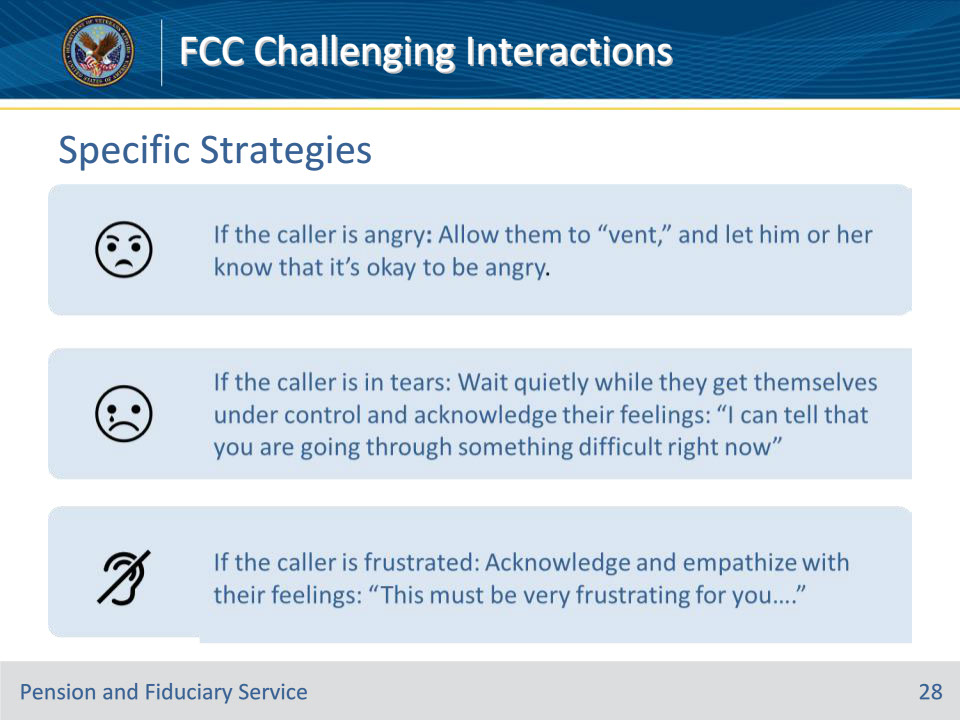 FCC Challenging Interactions
Specific Strategies
If the caller is angry: Allow them to “vent,” and let him or her
know that it’s okay to be angry.
If the caller is in tears: Wait quietly while they get themselves
under control and acknowledge their feelings: “I can tell that
you are going through something difficult right now”
If the caller is frustrated: Acknowledge and empathize with
their feelings: “This must be very frustrating for you….”
Pension and Fiduciary Service
28